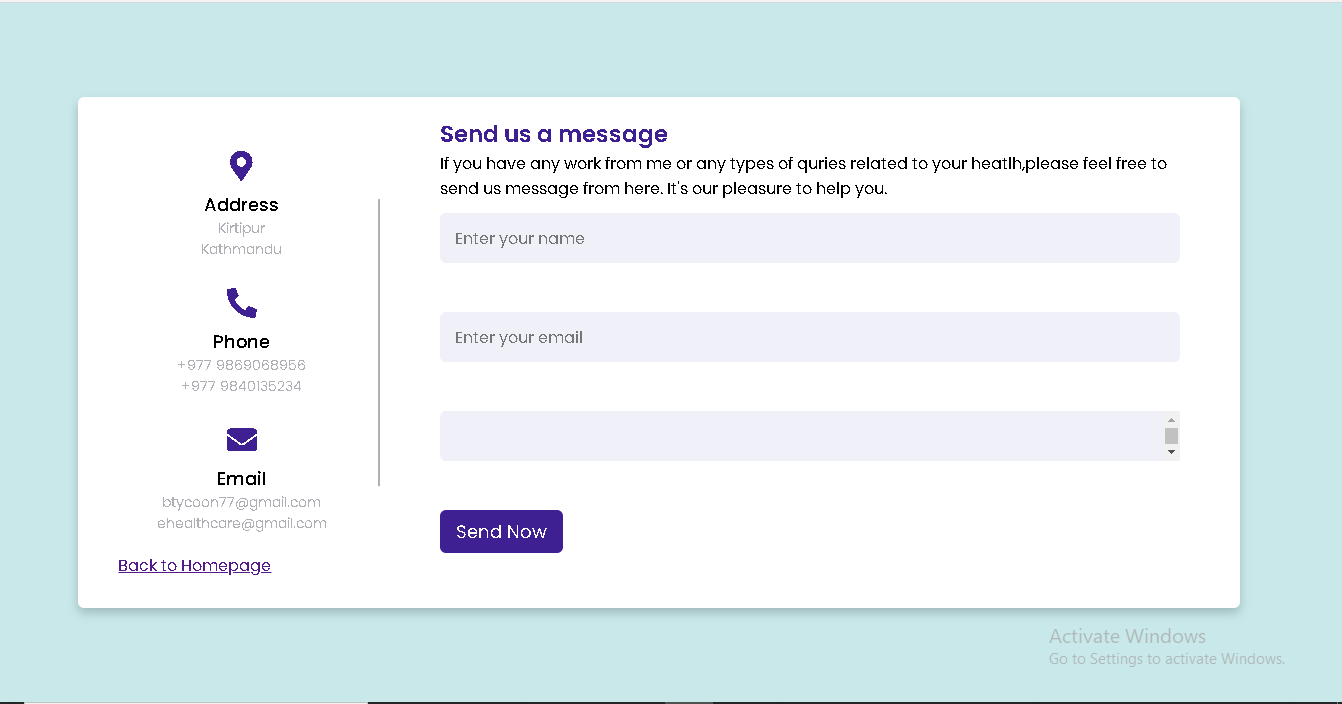 Address
Kirtipur
Kathmandu
Phone
+977 9869068956
+977 9840135234
Email
btycoon77@gmail.com
ehealthcare@gmail.com
Back to Homepage
Send us a message
If you have any work from me or any types of quries related to your heatlh,please feel free to
send us message from here. It's our pleasure to help you.
Enter your name
Enter your email
Send Now
Activate Windows
Go to Settings to activate Windows.